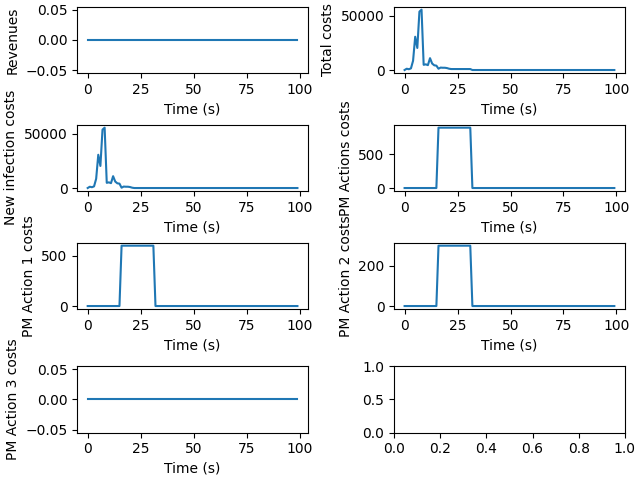 Revenues
0.05
0.00
−0.05
0 25 50 75 100
Time (s)
Total costs
50000
0
0 25 50 75 100
Time (s)
New infection costs
50000
0
0 25 50 75 100
Time (s)
PM Actions costs
500
0
0 25 50 75 100
Time (s)
PM Action 1 costs
500
0
0 25 50 75 100
Time (s)
PM Action 2 costs
200
0
0 25 50 75 100
Time (s)
PM Action 3 costs
0.05
0.00
−0.05
0 25 50 75 100
Time (s)
1.0
0.5
0.0
0.0 0.2 0.4 0.6 0.8 1.0